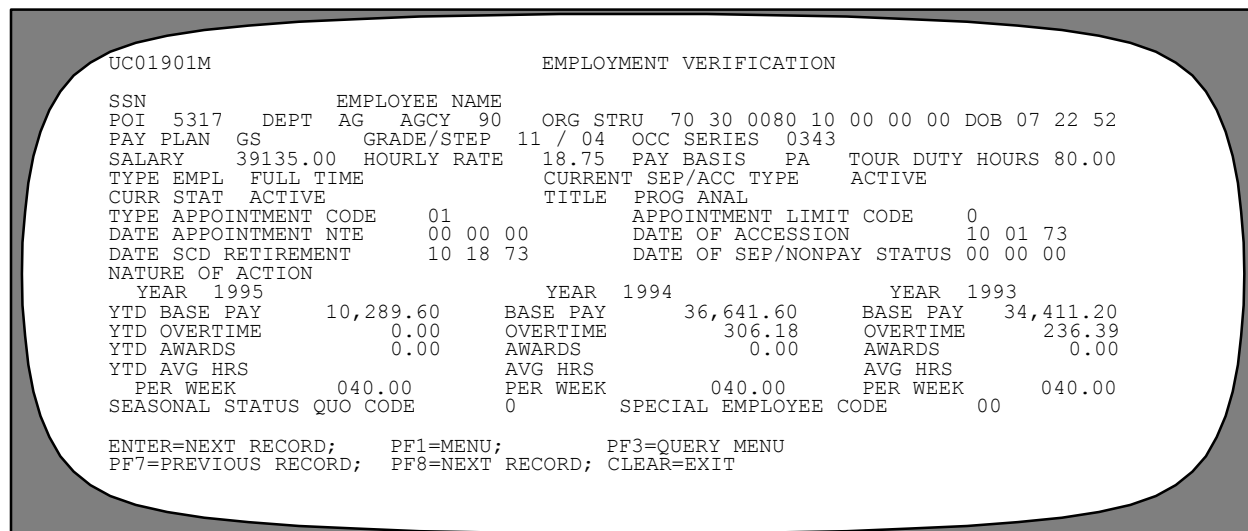 UC01901M EMPLOYMENT VERIFICATION
SSN EMPLOYEE NAME
POI 5317 DEPT AG AGCY 90 ORG STRU 70 30 0080 10 00 00 00 DOB 07 22 52
PAY PLAN GS GRADE/STEP 11 / 04 OCC SERIES 0343
SALARY 39135.00 HOURLY RATE 18.75 PAY BASIS PA TOUR DUTY HOURS 80.00
TYPE EMPL FULL TIME CURRENT SEP/ACC TYPE ACTIVE
CURR STAT ACTIVE TITLE PROG ANAL
TYPE APPOINTMENT CODE 01 APPOINTMENT LIMIT CODE 0
DATE APPOINTMENT NTE 00 00 00 DATE OF ACCESSION 10 01 73
DATE SCD RETIREMENT 10 18 73 DATE OF SEP/NONPAY STATUS 00 00 00
NATURE OF ACTION
YEAR 1995 YEAR 1994 YEAR 1993
YTD BASE PAY 10,289.60 BASE PAY 36,641.60 BASE PAY 34,411.20
YTD OVERTIME 0.00 OVERTIME 306.18 OVERTIME 236.39
YTD AWARDS 0.00 AWARDS 0.00 AWARDS 0.00
YTD AVG HRS AVG HRS AVG HRS
PER WEEK 040.00 PER WEEK 040.00 PER WEEK 040.00
SEASONAL STATUS QUO CODE 0 SPECIAL EMPLOYEE CODE 00
ENTER=NEXT RECORD; PF1=MENU; PF3=QUERY MENU
PF7=PREVIOUS RECORD; PF8=NEXT RECORD; CLEAR=EXIT